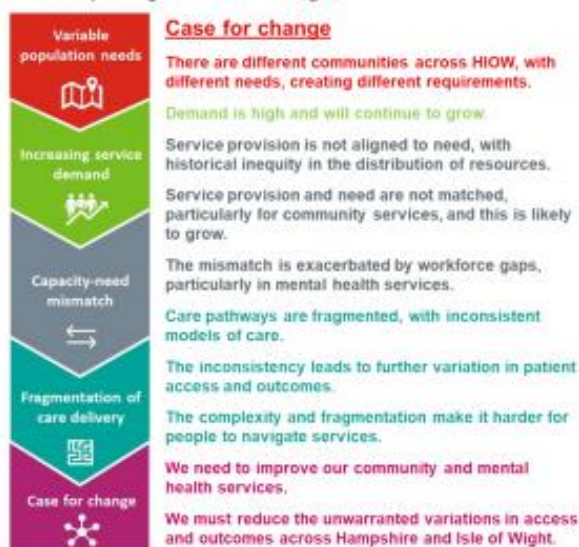 Variable
population needs
Increasing service
demand
Capacity-need
mismatch
Fragmentation of
care delivery
Case for change
Case for change
There are different communities across HIOW, with
different needs, creating different requirements.
Demand is high and will continue to grow.
Service provision is not aligned to need, with
historical inequity in the distribution of resources.
Service provision and need are not matched,
particularly for community services, and this is likely
to grow.
The mismatch is exacerbated by workforce gaps,
particularly in mental health services.
Care pathways are fragmented, with inconsistent
models of care.
The inconsistency leads to further variation in patient
access and outcomes.
The complexity and fragmentation make it harder for
people to navigate services.
We need to improve our community and mental
health services.
We must reduce the unwarranted variations in access
and outcomes across Hampshire and Isle of Wight.